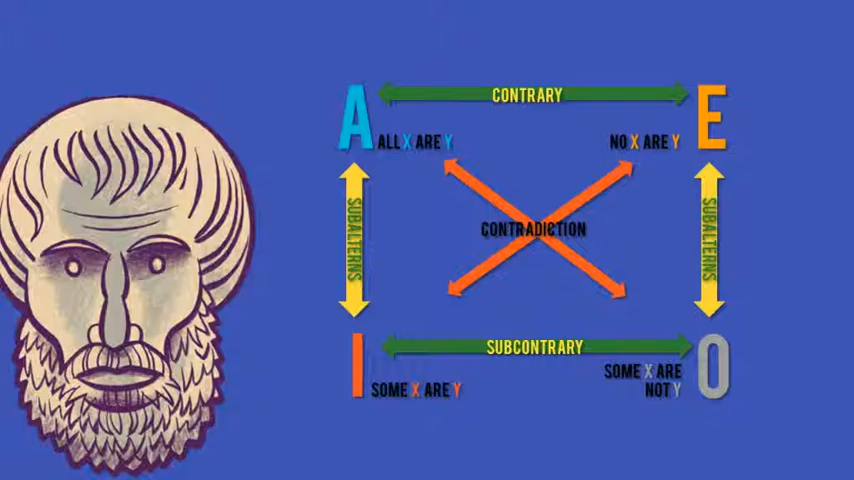 A CONTRARY E
ALL X ARE Y NO X ARE Y
SUBALTERNS CONTRADICTION SUBALTERNS
I SUBCONTRARY O
SOME X ARE Y SOME X ARE
NOT Y